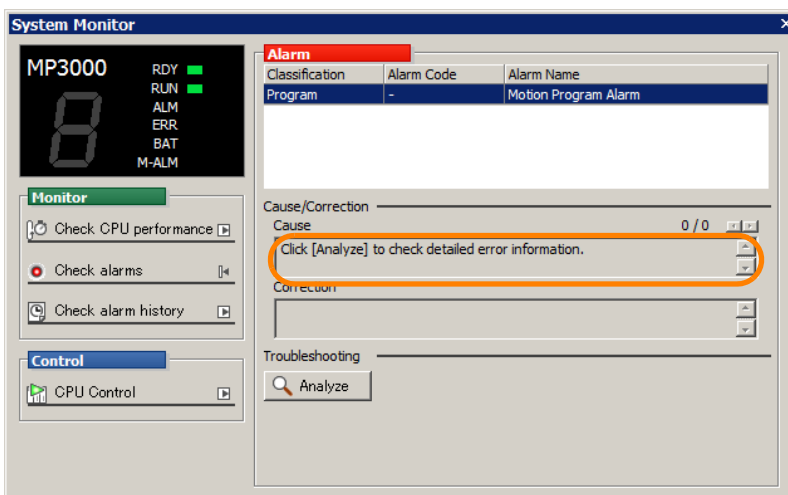 System Monitor
MP3000
RDY
RUN
ALM
ERR
BAT
M-ALM
Monitor
Check CPU performance
Check alarms
Check alarm history
Control
CPU Control
Alarm
Classification Alarm Code Alarm Name
Program - Motion Program Alarm
Cause/Correction
Cause 0 / 0
Click [Analyze] to check detailed error information.
Correction
Troubleshooting
Analyze